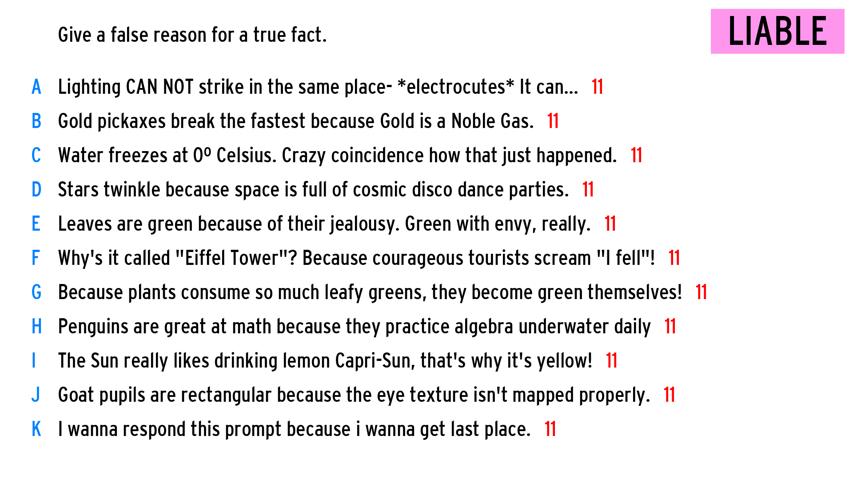 Give a false reason for a true fact.
LIABLE
A Lighting CAN NOT strike in the same place- *electrocutes* It can... 11
B Gold pickaxes break the fastest because Gold is a Noble Gas. 11
C Water freezes at 0º Celsius. Crazy coincidence how that just happened. 11
D Stars twinkle because space is full of cosmic disco dance parties. 11
E Leaves are green because of their jealousy. Green with envy, really. 11
F Why's it called "Eiffel Tower"? Because courageous tourists scream "I fell"! 11
G Because plants consume so much leafy greens, they become green themselves! 11
H Penguins are great at math because they practice algebra underwater daily 11
I The Sun really likes drinking lemon Capri-Sun, that's why it's yellow! 11
J Goat pupils are rectangular because the eye texture isn't mapped properly. 11
K I wanna respond this prompt because i wanna get last place. 11